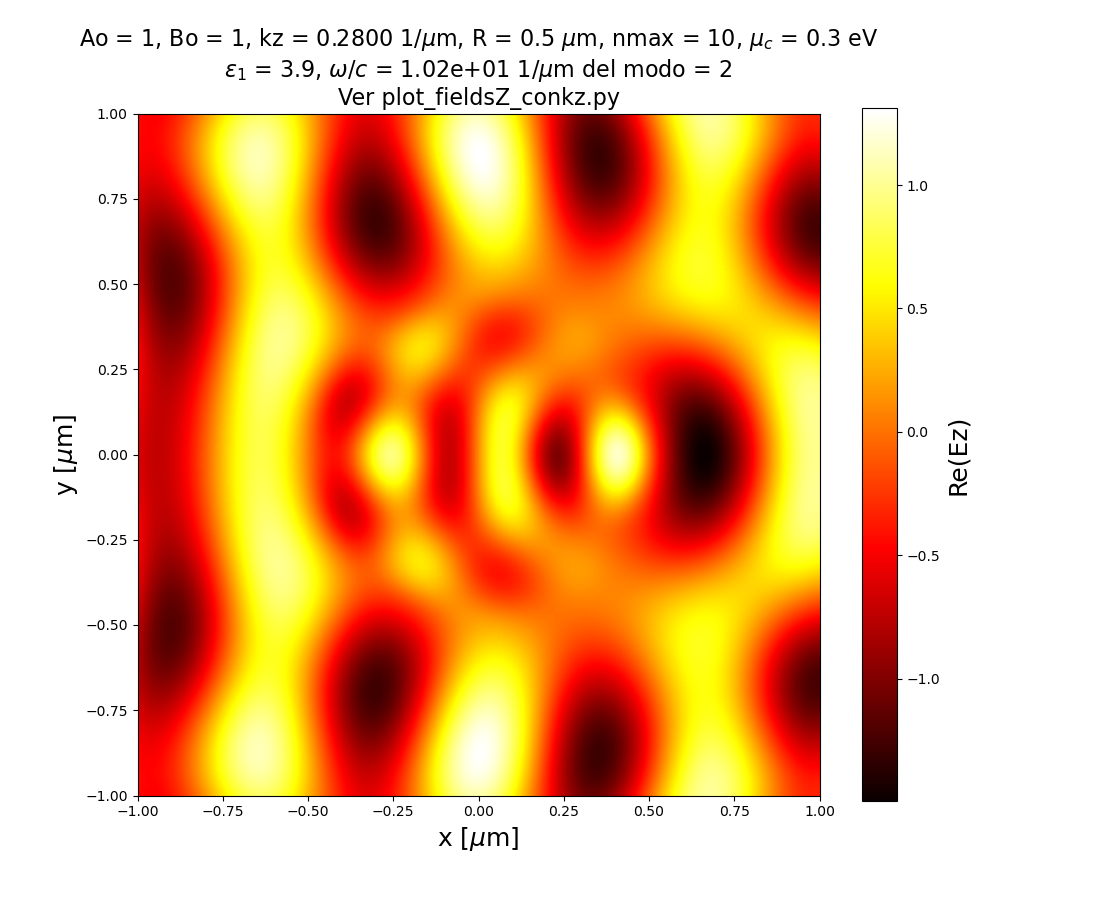 Ao = 1, Bo = 1, kz = 0.2800 1/μm, R = 0.5 μm, nmax = 10, μc = 0.3 eV
ε1 = 3.9, ω/c = 1.02e+01 1/μm del modo = 2
Ver plot_fieldsZ_conkz.py
1.00
0.75
0.50
0.25
0.00
−0.25
−0.50
−0.75
−1.00
y [μm]
−1.00 −0.75 −0.50 −0.25 0.00 0.25 0.50 0.75 1.00
x [μm]
1.0
0.5
0.0
−0.5
−1.0
Re(Ez)